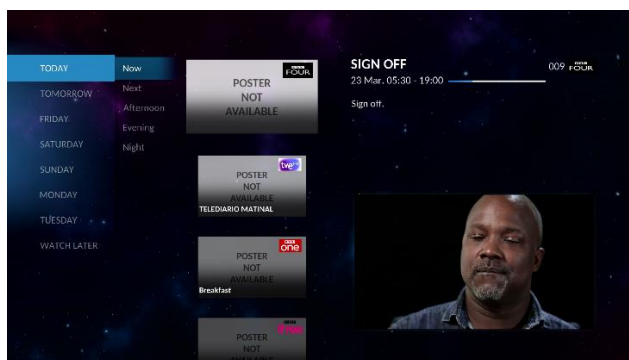 TODAY
TOMORROW
FRIDAY
SATURDAY
SUNDAY
MONDAY
TUESDAY
WATCH LATER
Now
Next
Afternoon
Evening
Night
POSTER
NOT
AVAILABLE
BBC
FOUR
POSTER
NOT
AVAILABLE
tve
TELEDIARIO MATINAL
POSTER
NOT
AVAILABLE
BBC
one
Breakfast
POSTER
NOT
SIGN OFF
009 BBC FOUR
23 Mar. 05:30 - 19:00
Sign off.